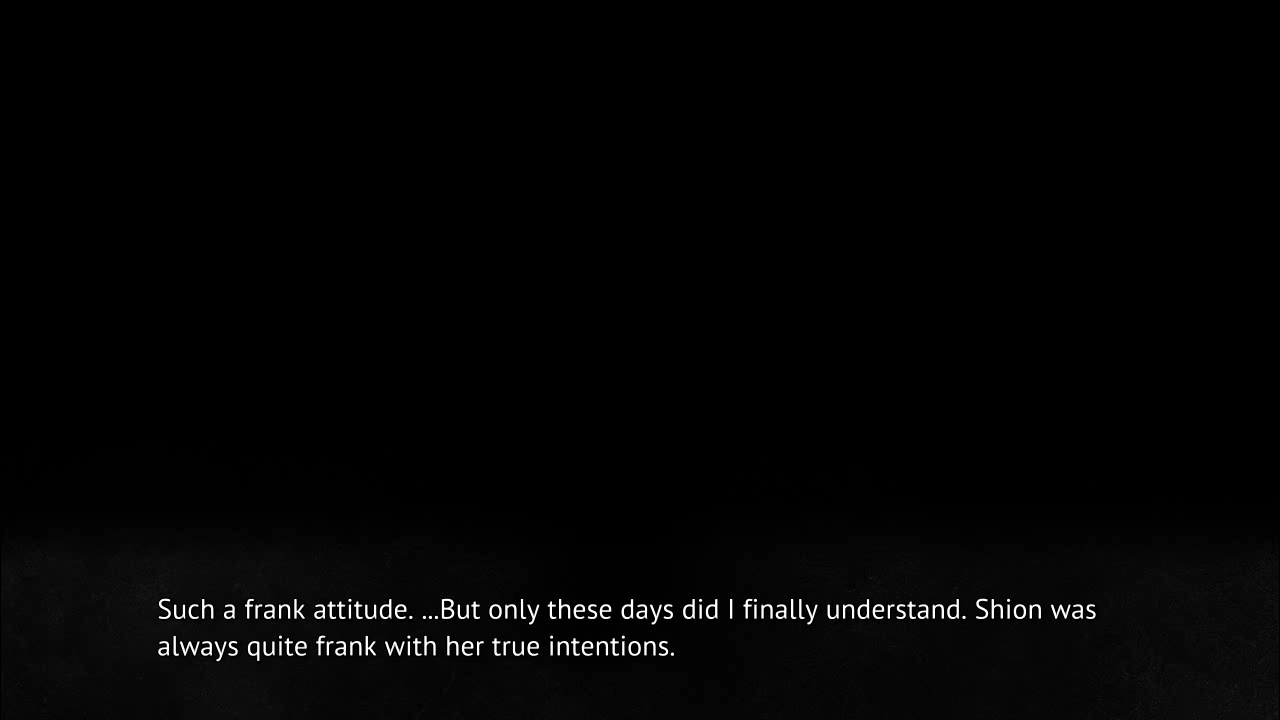 Such a frank attitude. ...But only these days did I finally understand. Shion was
always quite frank with her true intentions.